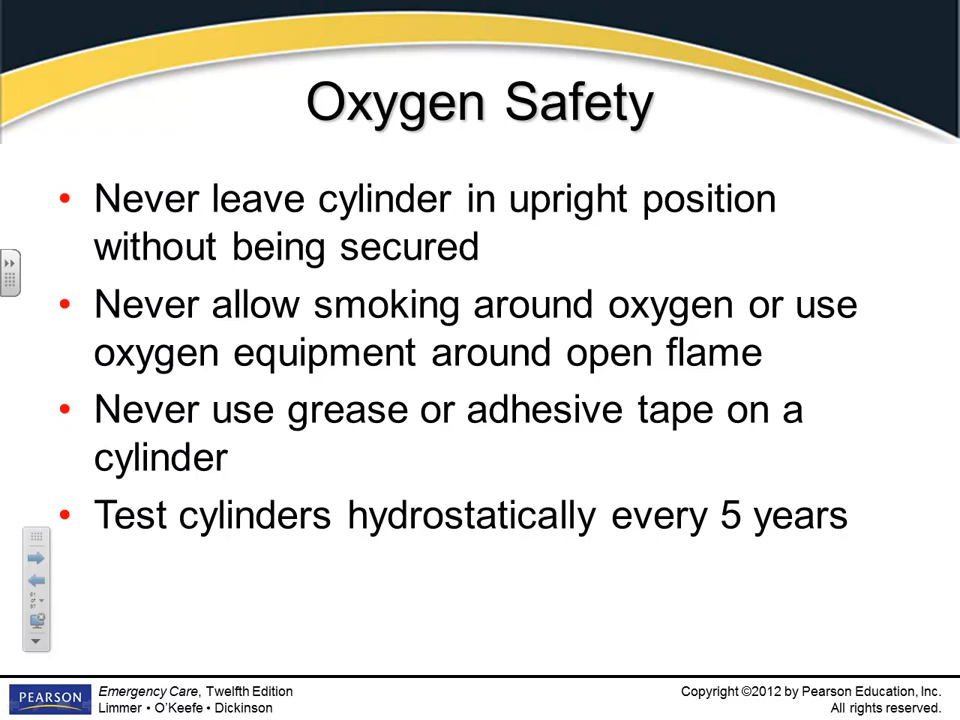 Oxygen Safety
• Never leave cylinder in upright position
without being secured
• Never allow smoking around oxygen or use
oxygen equipment around open flame
• Never use grease or adhesive tape on a
cylinder
• Test cylinders hydrostatically every 5 years
PEARSON
Emergency Care, Twelfth Edition
Limmer • O'Keefe • Dickinson
Copyright ©2012 by Pearson Education, Inc.
All rights reserved.